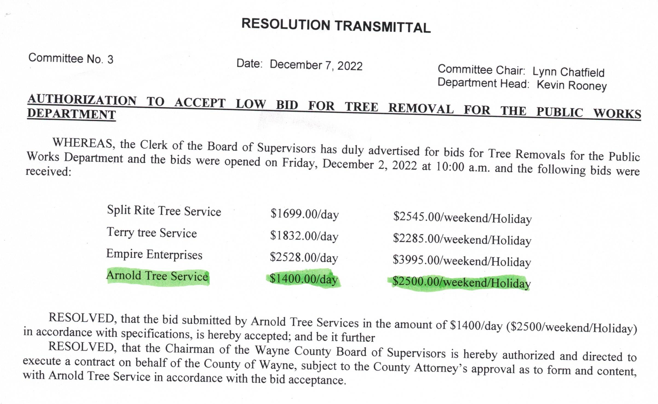 RESOLUTION TRANSMITTAL
Committee No. 3
Date: December 7, 2022
Committee Chair: Lynn Chatfield
Department Head: Kevin Rooney
AUTHORIZATION TO ACCEPT LOW BID FOR TREE REMOVAL FOR THE PUBLIC WORKS
DEPARTMENT
WHEREAS, the Clerk of the Board of Supervisors has duly advertised for bids for Tree Removals for the Public
Works Department and the bids were opened on Friday, December 2, 2022 at 10:00 a.m. and the following bids were
received:
Split Rite Tree Service $1699.00/day $2545.00/weekend/Holiday
Terry tree Service $1832.00/day $2285.00/weekend/Holiday
Empire Enterprises $2528.00/day $3995.00/weekend/Holiday
Arnold Tree Service $1400.00/day $2500.00/weekend/Holiday
RESOLVED, that the bid submitted by Arnold Tree Services in the amount of $1400/day ($2500/weekend/Holiday)
in accordance with specifications, is hereby accepted; and be it further
RESOLVED, that the Chairman of the Wayne County Board of Supervisors is hereby authorized and directed to
execute a contract on behalf of the County of Wayne, subject to the County Attorney's approval as to form and content,
with Arnold Tree Service in accordance with the bid acceptance.